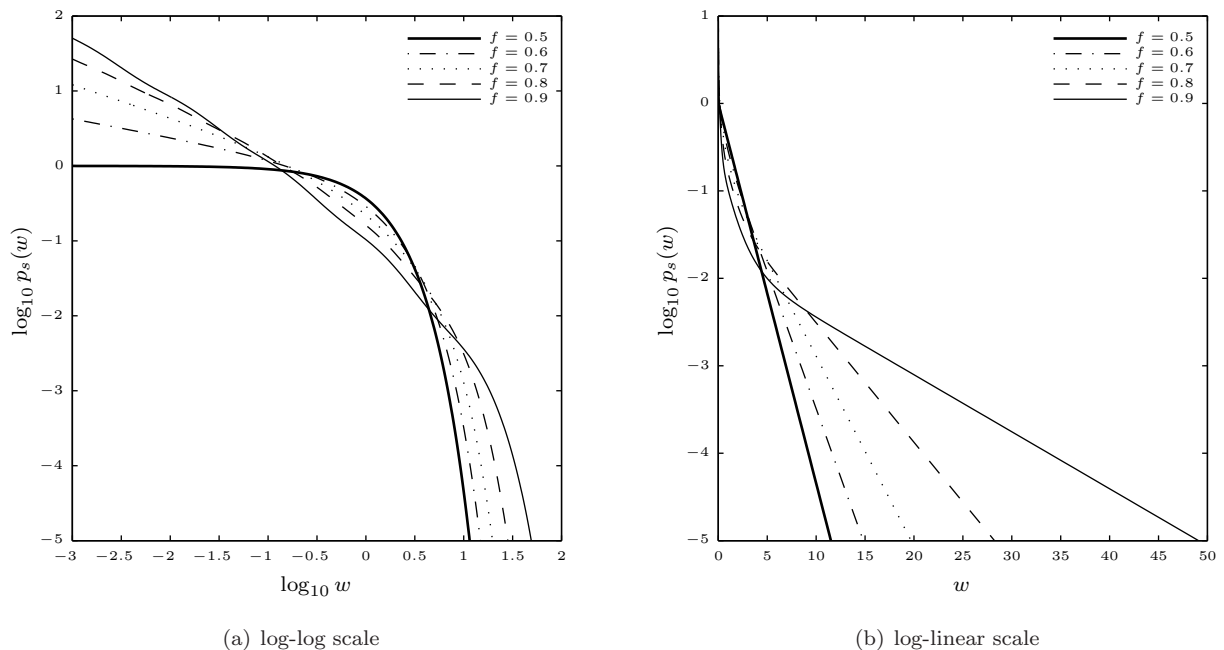 2
1
0
−1
−2
−3
−4
−5
log₁₀ pₛ(w)
−3
−2.5
−2
−1.5
−1
−0.5
0
0.5
1
1.5
2
log₁₀ w
f = 0.5
f = 0.6
f = 0.7
f = 0.8
f = 0.9
(a) log-log scale
1
0
−1
−2
−3
−4
−5
log₁₀ pₛ(w)
0
5
10
15
20
25
30
35
40
45
50
w
f = 0.5
f = 0.6
f = 0.7
f = 0.8
f = 0.9
(b) log-linear scale